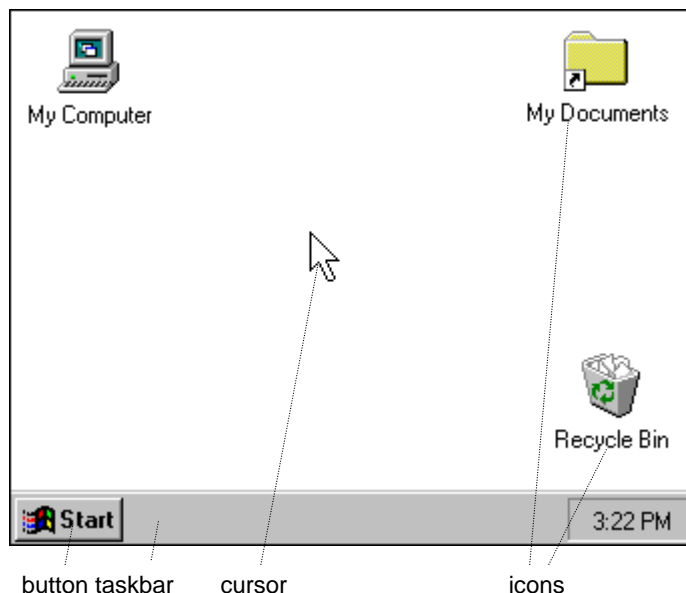 My Computer
My Documents
Recycle Bin
Start
3:22 PM
button taskbar cursor icons